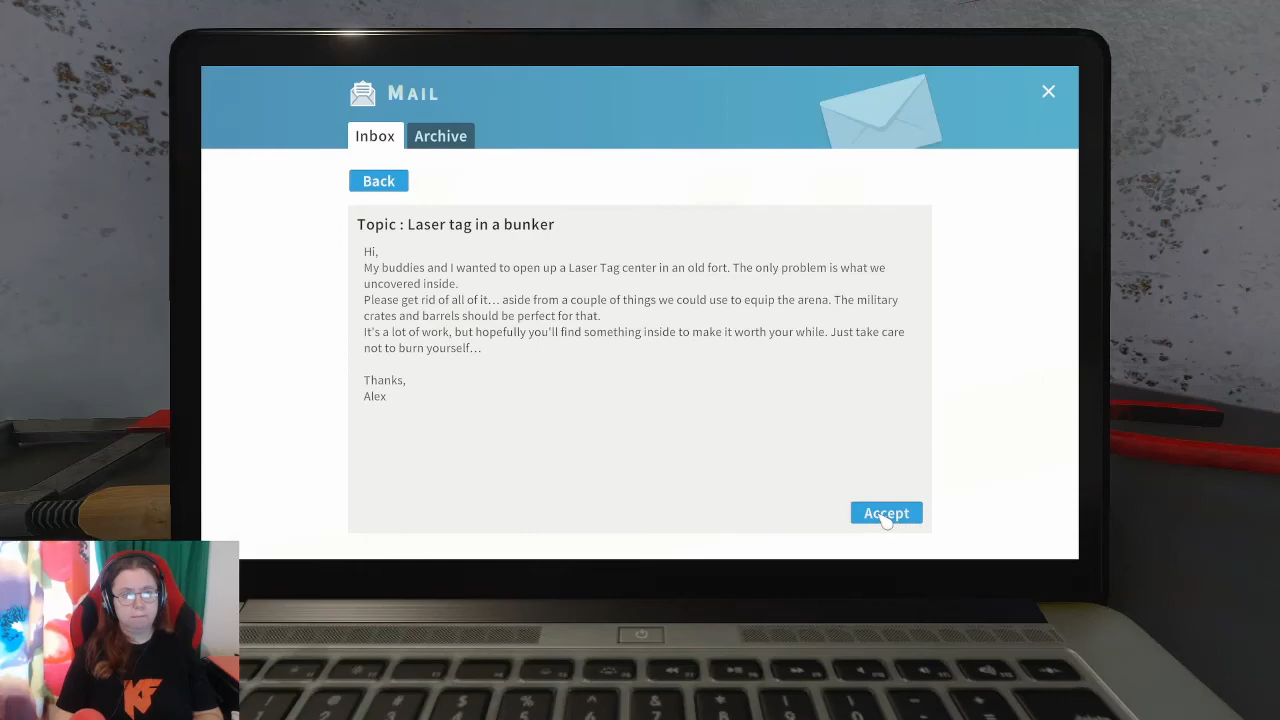 MAIL
Inbox
Archive
Back
Topic : Laser tag in a bunker
Hi,
My buddies and I wanted to open up a Laser Tag center in an old fort. The only problem is what we
uncovered inside.
Please get rid of all of it... aside from a couple of things we could use to equip the arena. The military
crates and barrels should be perfect for that.
It's a lot of work, but hopefully you'll find something inside to make it worth your while. Just take care
not to burn yourself...
Thanks,
Alex
Accept
KF